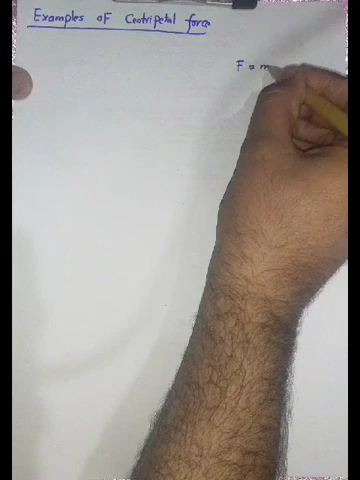 Examples of Centripetal force
F = m